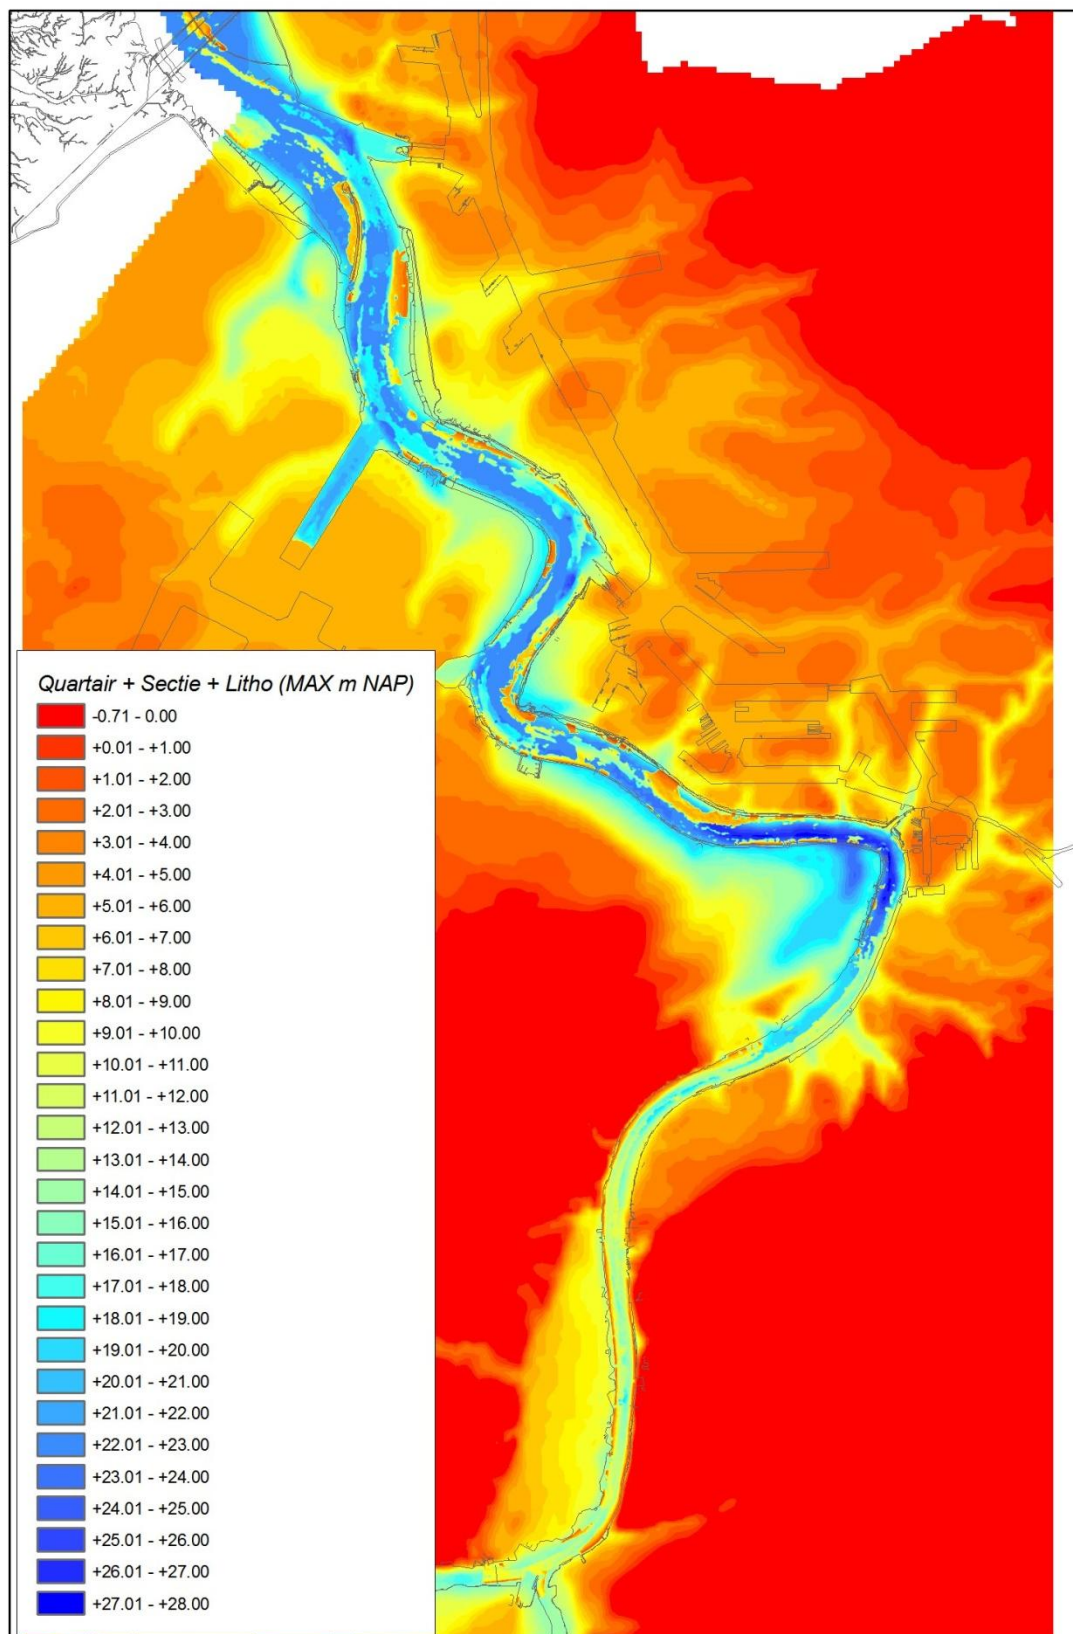 Quartair + Sectie + Litho (MAX m NAP)
-0.71 - 0.00
+0.01 - +1.00
+1.01 - +2.00
+2.01 - +3.00
+3.01 - +4.00
+4.01 - +5.00
+5.01 - +6.00
+6.01 - +7.00
+7.01 - +8.00
+8.01 - +9.00
+9.01 - +10.00
+10.01 - +11.00
+11.01 - +12.00
+12.01 - +13.00
+13.01 - +14.00
+14.01 - +15.00
+15.01 - +16.00
+16.01 - +17.00
+17.01 - +18.00
+18.01 - +19.00
+19.01 - +20.00
+20.01 - +21.00
+21.01 - +22.00
+22.01 - +23.00
+23.01 - +24.00
+24.01 - +25.00
+25.01 - +26.00
+26.01 - +27.00
+27.01 - +28.00